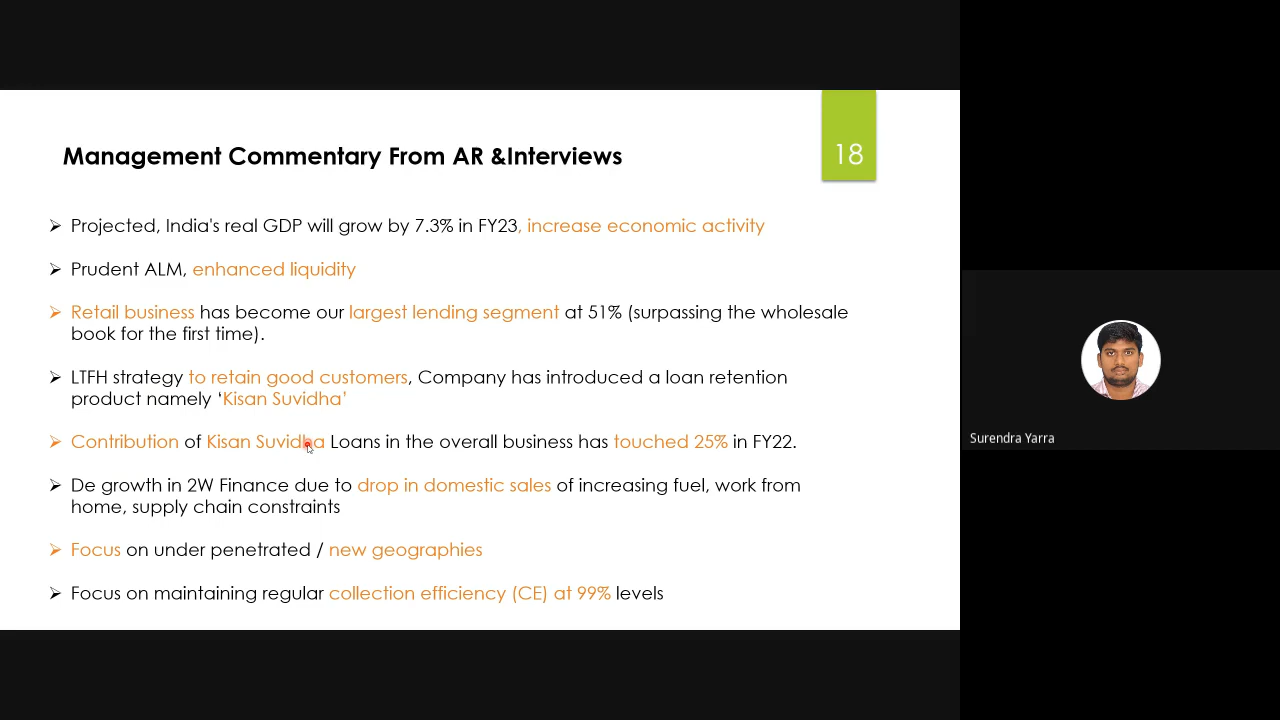 Management Commentary From AR &Interviews
18
➢ Projected, India's real GDP will grow by 7.3% in FY23, increase economic activity
➢ Prudent ALM, enhanced liquidity
➢ Retail business has become our largest lending segment at 51% (surpassing the wholesale
book for the first time).
➢ LTFH strategy to retain good customers, Company has introduced a loan retention
product namely ‘Kisan Suvidha’
➢ Contribution of Kisan Suvidha Loans in the overall business has touched 25% in FY22.
➢ De growth in 2W Finance due to drop in domestic sales of increasing fuel, work from
home, supply chain constraints
➢ Focus on under penetrated / new geographies
➢ Focus on maintaining regular collection efficiency (CE) at 99% levels
Surendra Yarra